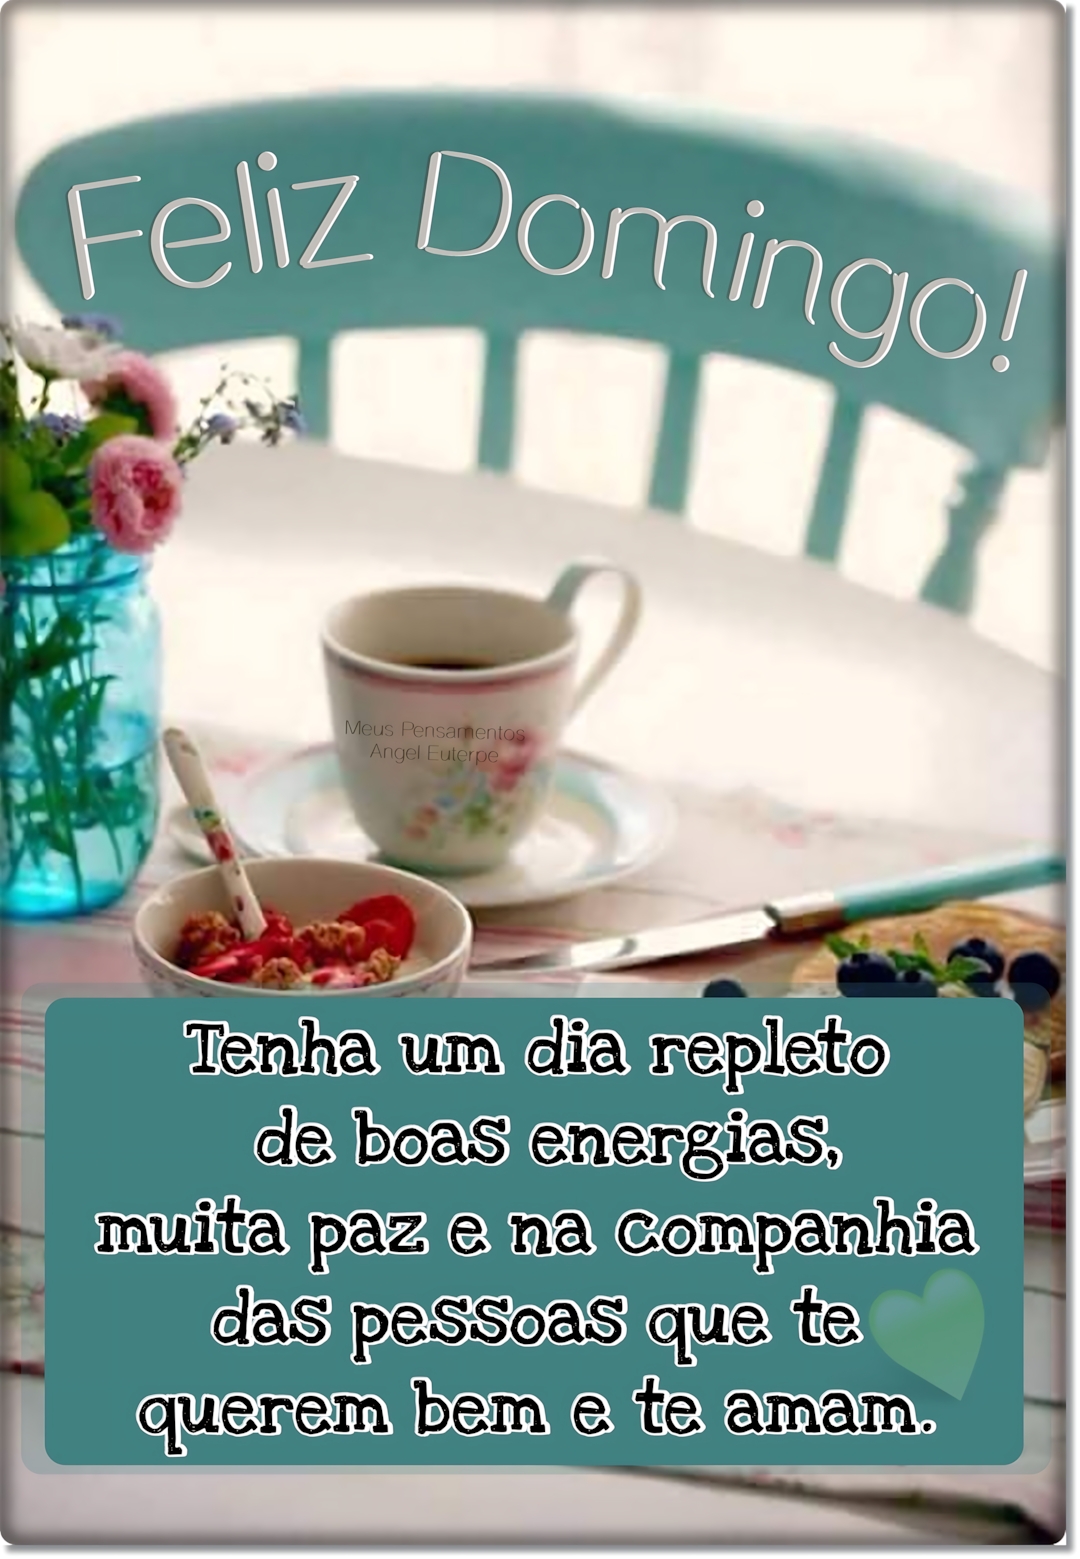 Feliz Domingo!
Meus Pensamentos
Angel Euterpe
Tenha um dia repleto
de boas energias,
muita paz e na companhia
das pessoas que te
querem bem e te amam.